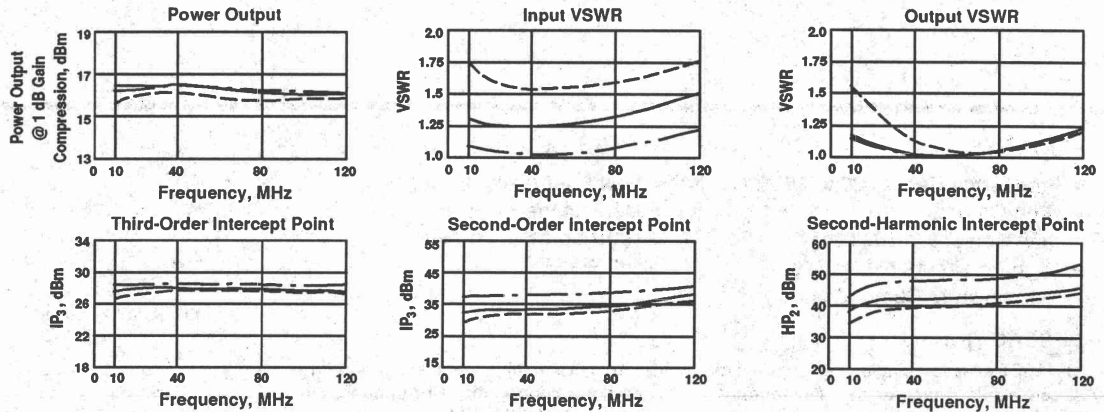 Power Output
Power Output
@ 1 dB Gain
Compression, dBm
19
17
15
13
0 10 40 80 120
Frequency, MHz
Input VSWR
VSWR
2.0
1.75
1.5
1.25
1.0
0 10 40 80 120
Frequency, MHz
Output VSWR
VSWR
2.0
1.75
1.5
1.25
1.0
0 10 40 80 120
Frequency, MHz
Third-Order Intercept Point
IP3, dBm
34
30
26
22
18
0 10 40 80 120
Frequency, MHz
Second-Order Intercept Point
IP3, dBm
55
45
35
25
15
0 10 40 80 120
Frequency, MHz
Second-Harmonic Intercept Point
HP2, dBm
60
50
40
30
20
0 10 40 80 120
Frequency, MHz